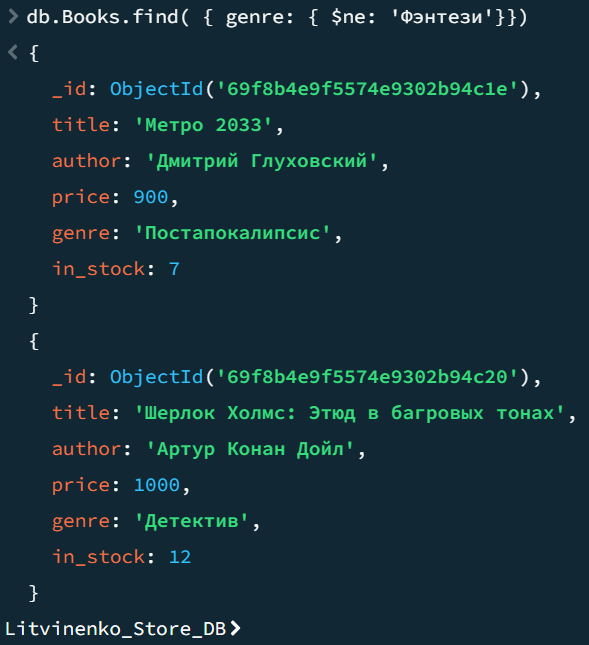 > db.Books.find( { genre: { $ne: 'Фэнтези'}})
< {
_id: ObjectId('69f8b4e9f5574e9302b94c1e'),
title: 'Метро 2033',
author: 'Дмитрий Глуховский',
price: 900,
genre: 'Постапокалипсис',
in_stock: 7
}
{
_id: ObjectId('69f8b4e9f5574e9302b94c20'),
title: 'Шерлок Холмс: Этюд в багровых тонах',
author: 'Артур Конан Дойл',
price: 1000,
genre: 'Детектив',
in_stock: 12
}
Litvinenko_Store_DB>